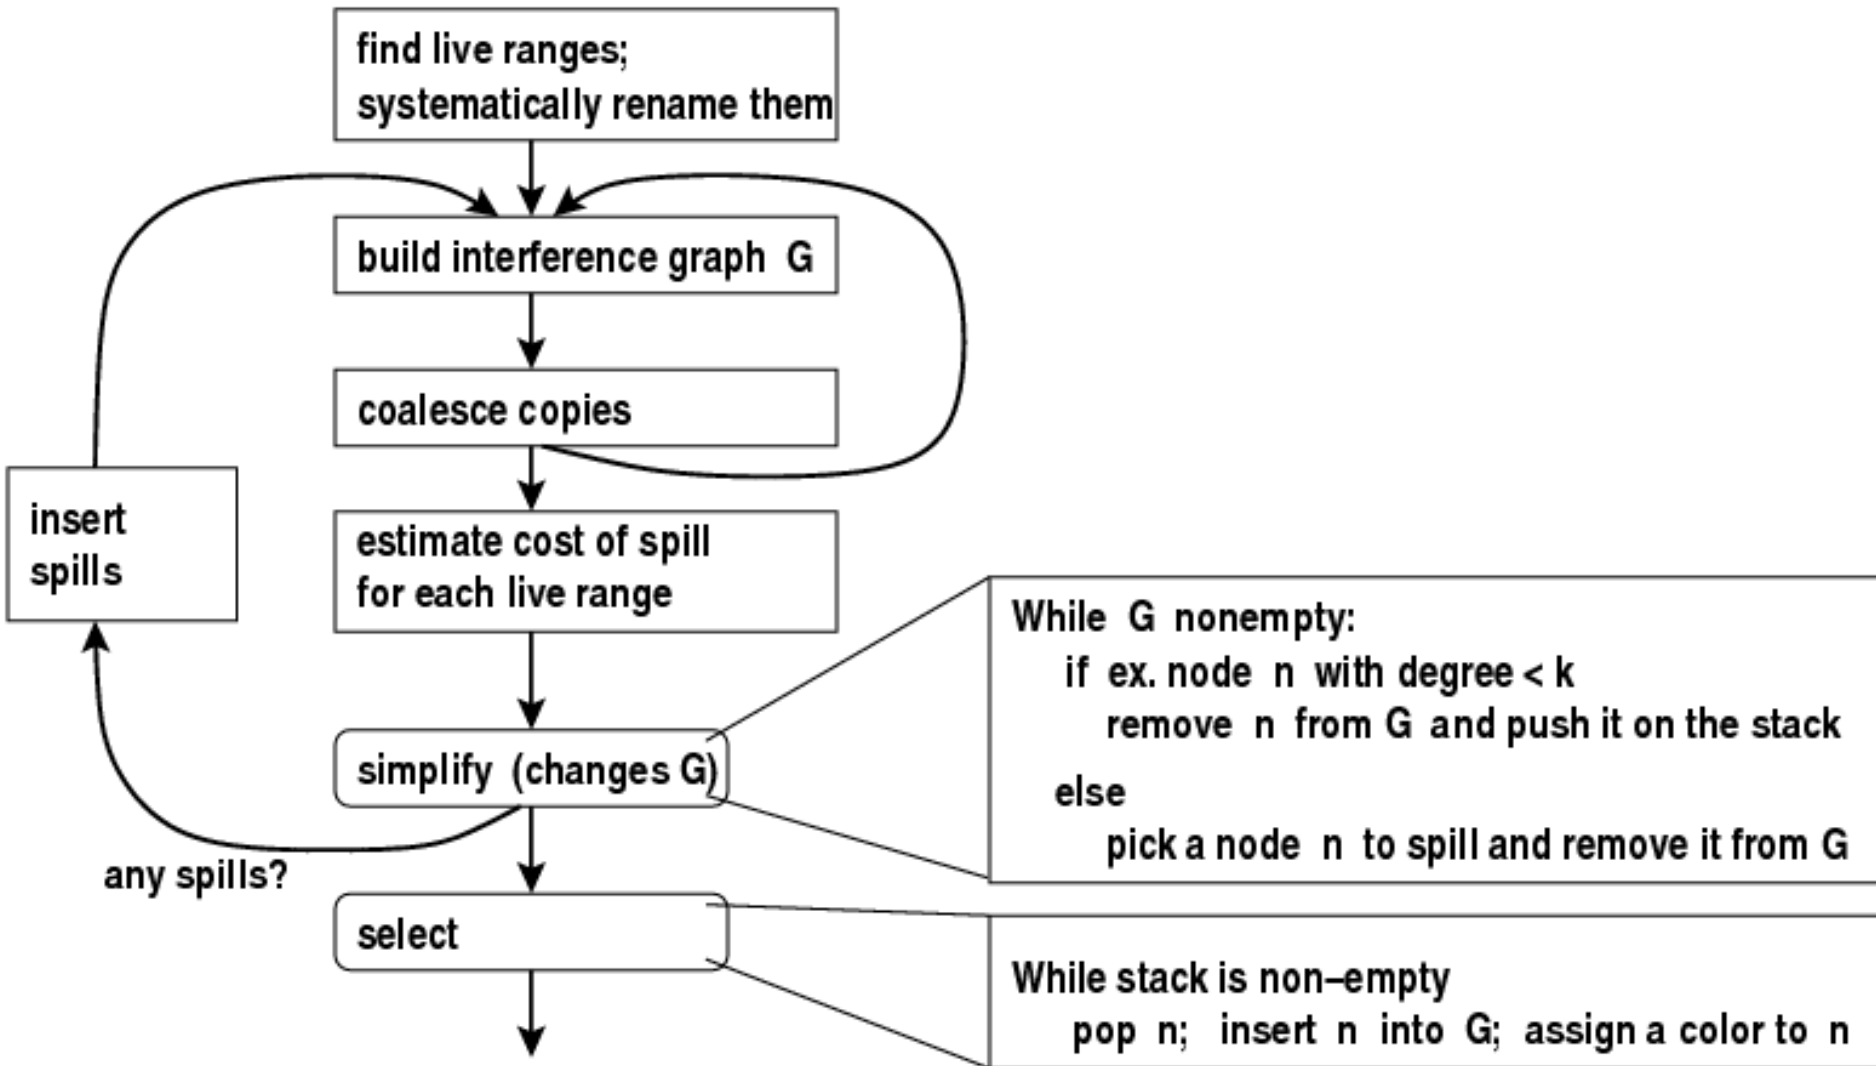 find live ranges;
systematically rename them
build interference graph G
coalesce copies
insert
spills
estimate cost of spill
for each live range
simplify (changes G)
any spills?
select
While G nonempty:
if ex. node n with degree < k
remove n from G and push it on the stack
else
pick a node n to spill and remove it from G
While stack is non–empty
pop n; insert n into G; assign a color to n